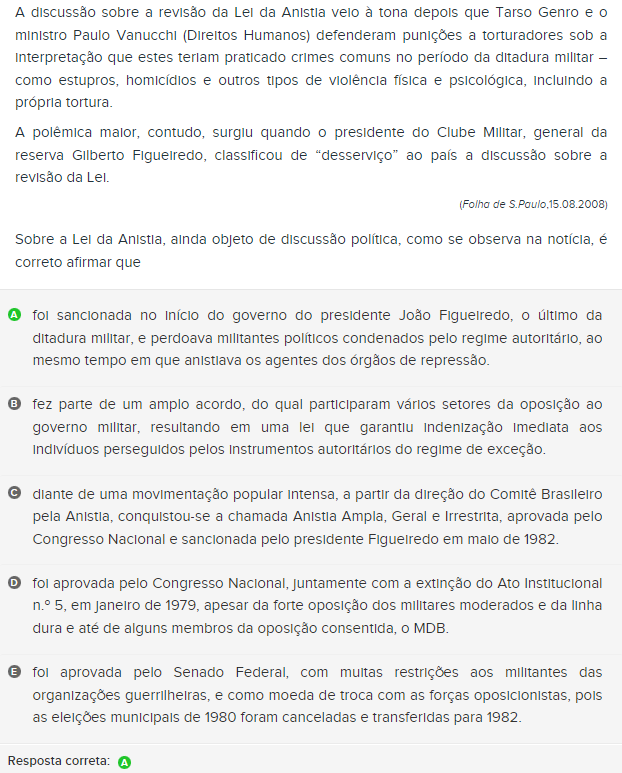 A discussão sobre a revisão da Lei da Anistia veio à tona depois que Tarso Genro e o
ministro Paulo Vanucchi (Direitos Humanos) defenderam punições a torturadores sob a
interpretação que estes teriam praticado crimes comuns no período da ditadura militar –
como estupros, homicídios e outros tipos de violência física e psicológica, incluindo a
própria tortura.
A polêmica maior, contudo, surgiu quando o presidente do Clube Militar, general da
reserva Gilberto Figueiredo, classificou de “desserviço” ao país a discussão sobre a
revisão da Lei.
(Folha de S.Paulo,15.08.2008)
Sobre a Lei da Anistia, ainda objeto de discussão política, como se observa na notícia, é
correto afirmar que
A foi sancionada no início do governo do presidente João Figueiredo, o último da
ditadura militar, e perdoava militantes políticos condenados pelo regime autoritário, ao
mesmo tempo em que anistiava os agentes dos órgãos de repressão.
B fez parte de um amplo acordo, do qual participaram vários setores da oposição ao
governo militar, resultando em uma lei que garantiu indenização imediata aos
indivíduos perseguidos pelos instrumentos autoritários do regime de exceção.
C diante de uma movimentação popular intensa, a partir da direção do Comitê Brasileiro
pela Anistia, conquistou-se a chamada Anistia Ampla, Geral e Irrestrita, aprovada pelo
Congresso Nacional e sancionada pelo presidente Figueiredo em maio de 1982.
D foi aprovada pelo Congresso Nacional, juntamente com a extinção do Ato Institucional
n.º 5, em janeiro de 1979, apesar da forte oposição dos militares moderados e da linha
dura e até de alguns membros da oposição consentida, o MDB.
E foi aprovada pelo Senado Federal, com muitas restrições aos militantes das
organizações guerrilheiras, e como moeda de troca com as forças oposicionistas, pois
as eleições municipais de 1980 foram canceladas e transferidas para 1982.
Resposta correta: A